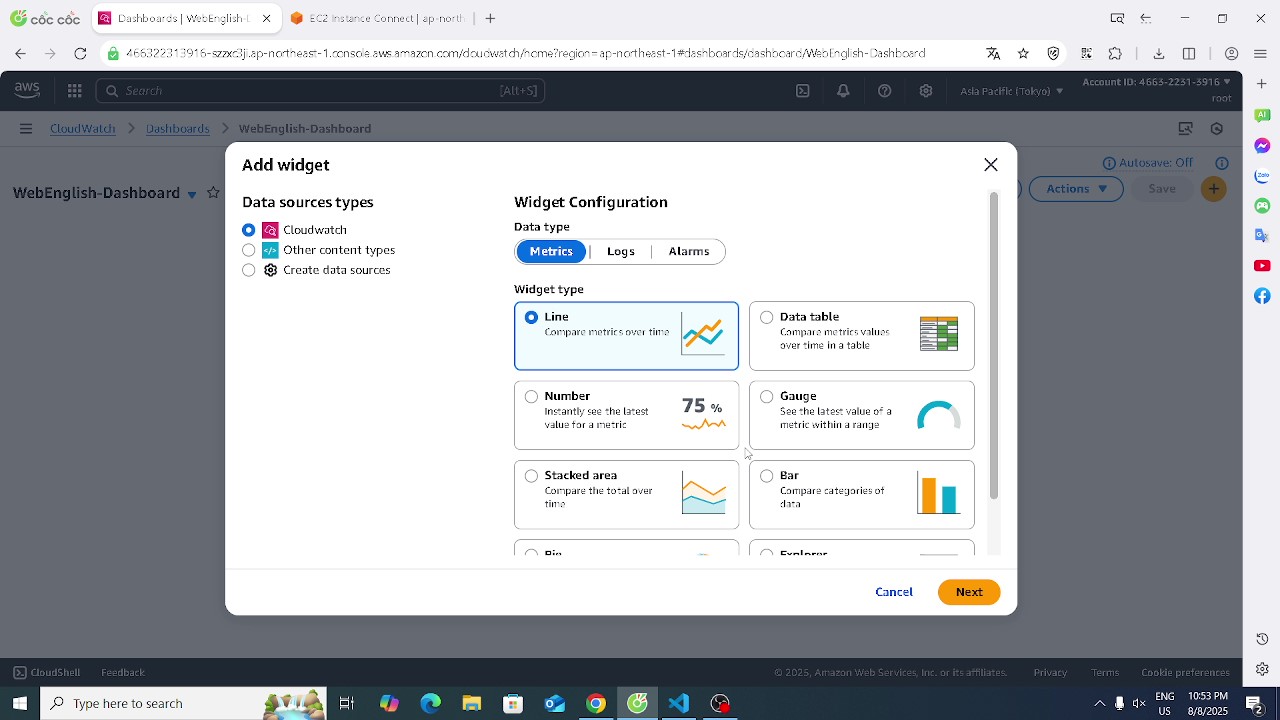 cốc cốc
Dashboards | WebEnglish-
EC2 Instance Connect | ap-north
466322313916-szzx3iji.ap-northeast-1.console.aws.amazon.com/cloudwatch/home?region=ap-northeast-1#dashboards/dashboard/WebEnglish-Dashboard
aws
Search
[Alt+S]
Asia Pacific (Tokyo)
Account ID: 4663-2231-3916
root
CloudWatch
Dashboards
WebEnglish-Dashboard
Autosave: Off
WebEnglish-Dashboard
Actions
Save
Add widget
Data sources types
Cloudwatch
Other content types
Create data sources
Widget Configuration
Data type
Metrics
Logs
Alarms
Widget type
Line
Compare metrics over time
Data table
Compare metrics values
over time in a table
Number
Instantly see the latest
value for a metric
75 %
Gauge
See the latest value of a
metric within a range
Stacked area
Compare the total over
time
Bar
Compare categories of
data
Pie
Explorer
Cancel
Next
CloudShell
Feedback
© 2025, Amazon Web Services, Inc. or its affiliates.
Privacy
Terms
Cookie preferences
Type here to search
ENG
US
10:53 PM
8/8/2025
AI
Zalo
2